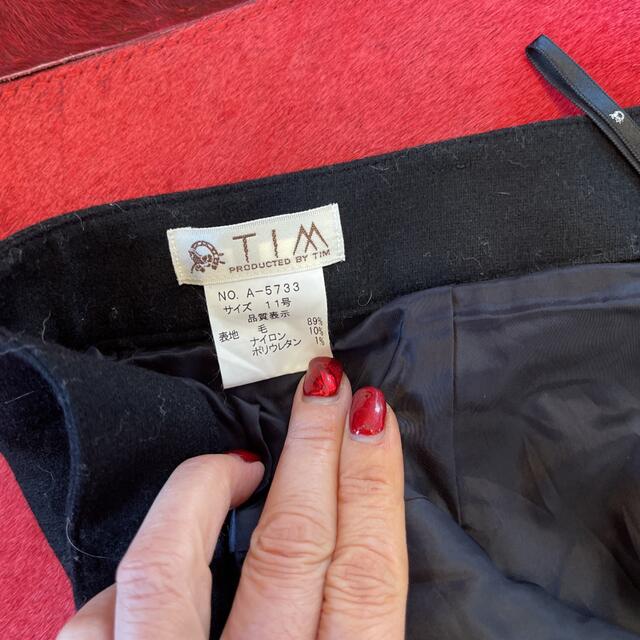 TIM
PRODUCTED BY TIM
NO. A-5733
サイズ 11号
品質表示
表地 毛 89%
ナイロン 10%
ポリウレタン 1%